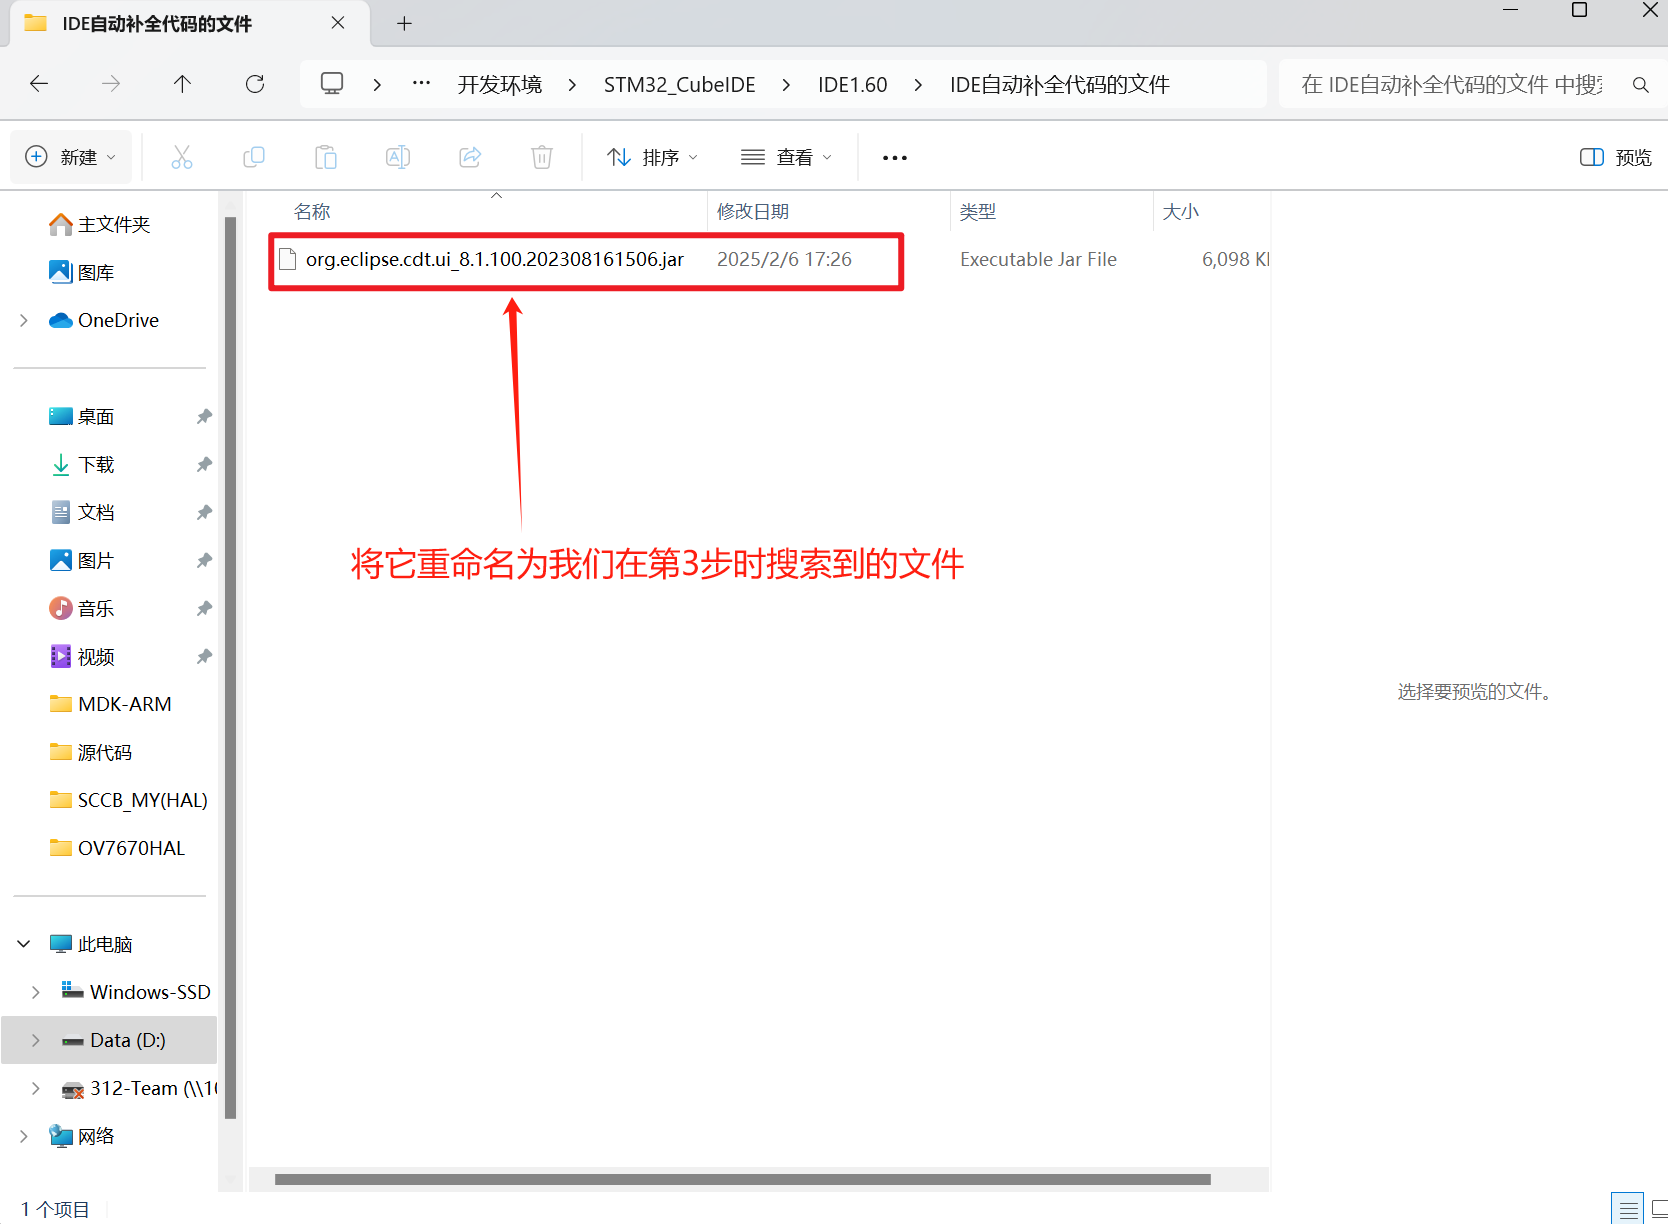 IDE自动补全代码的文件
开发环境 STM32_CubeIDE IDE1.60 IDE自动补全代码的文件
在 IDE自动补全代码的文件 中搜
新建 排序 查看 预览
名称 修改日期 类型 大小
org.eclipse.cdt.ui_8.1.100.202308161506.jar 2025/2/6 17:26 Executable Jar File 6,098
将它重命名为我们在第3步时搜索到的文件
选择要预览的文件。
主文件夹
图库
OneDrive
桌面
下载
文档
图片
音乐
视频
MDK-ARM
源代码
SCCB_MY(HAL)
OV7670HAL
此电脑
Windows-SSD
Data (D:)
312-Team (\\10
网络
1 个项目